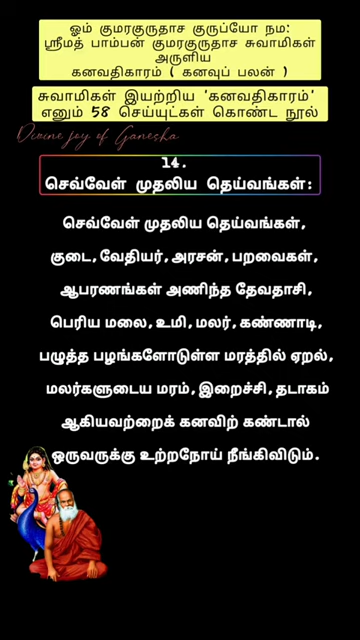 ஓம் குமரகுருதாச குருப்யோ நம:
ஸ்ரீமத் பாம்பன் குமரகுருதாச சுவாமிகள்
அருளிய
கனவதிகாரம் ( கனவுப் பலன் )
சுவாமிகள் இயற்றிய 'கனவதிகாரம்'
எனும் 58 செய்யுட்கள் கொண்ட நூல்
Divine joy of Ganesha
14.
செவ்வேள் முதலிய தெய்வங்கள்:
செவ்வேள் முதலிய தெய்வங்கள்,
குடை, வேதியர், அரசன், பறவைகள்,
ஆபரணங்கள் அணிந்த தேவதாசி,
பெரிய மலை, உமி, மலர், கண்ணாடி,
பழுத்த பழங்களோடுள்ள மரத்தில் ஏறல்,
மலர்களுடைய மரம், இறைச்சி, தடாகம்
ஆகியவற்றைக் கனவிற் கண்டால்
ஒருவருக்கு உற்றநோய் நீங்கிவிடும்.